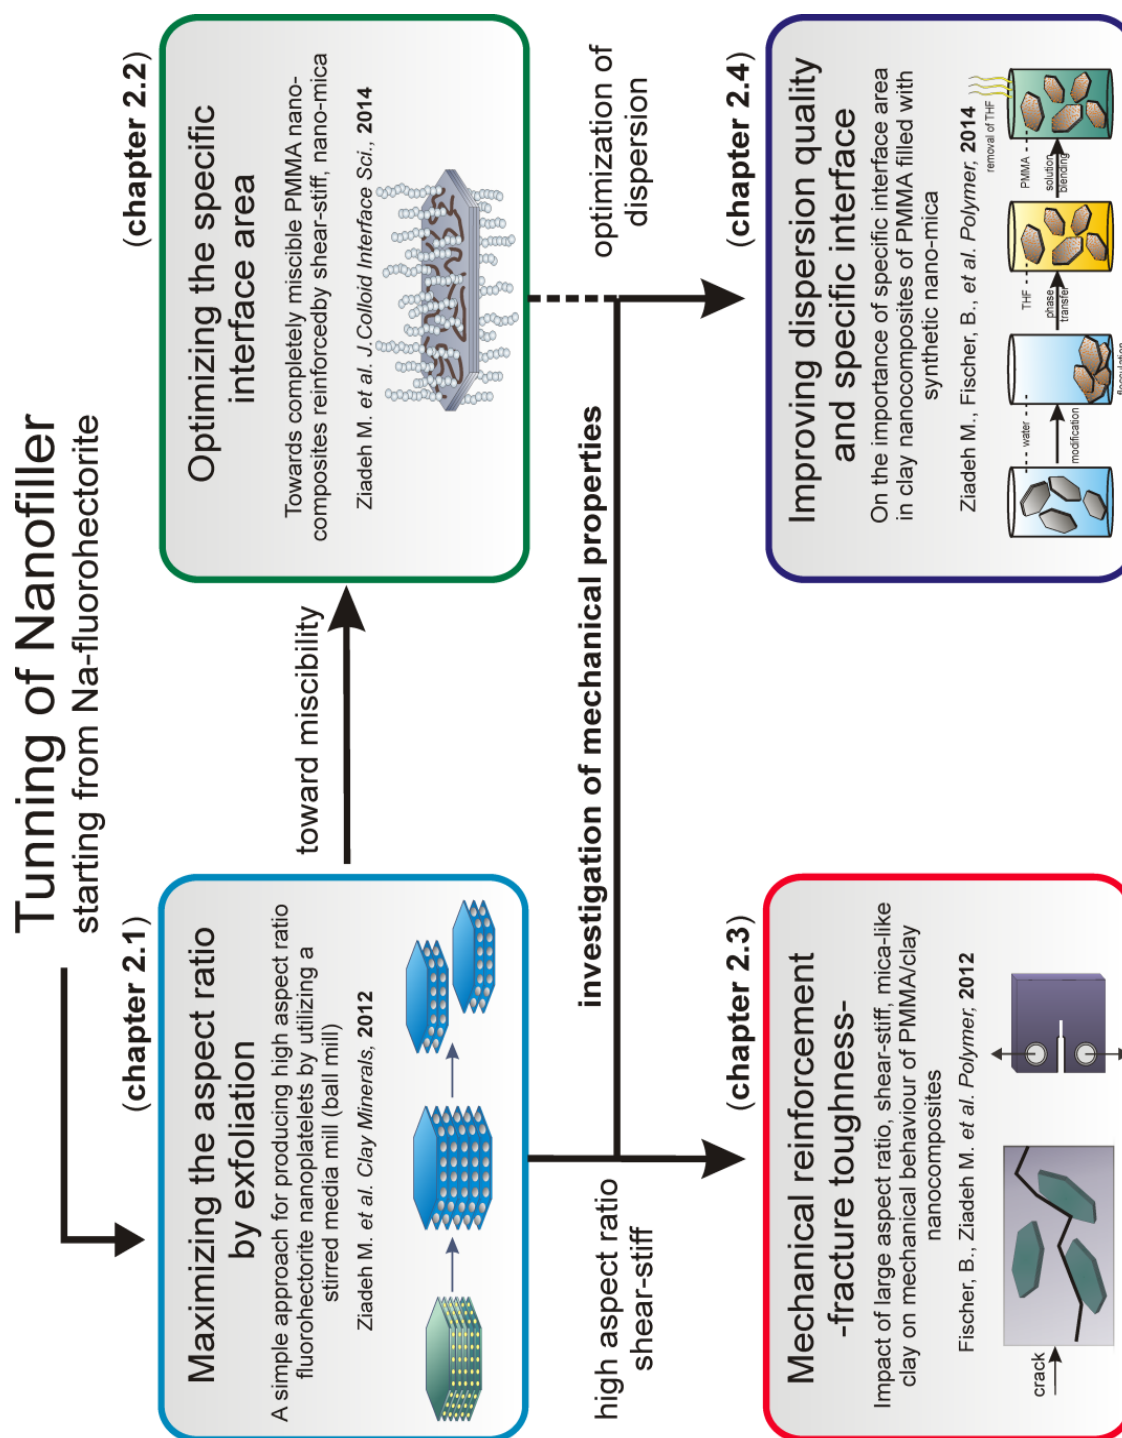 Tunning of Nanofiller
starting from Na-fluorohectorite
(chapter 2.1)
Maximizing the aspect ratio
by exfoliation
A simple approach for producing high aspect ratio
fluorohectorite nanoplatelets by utilizing a
stirred media mill (ball mill)
Ziadeh M. et al. Clay Minerals, 2012
toward miscibility
(chapter 2.2)
Optimizing the specific
interface area
Towards completely miscible PMMA nano-
composites reinforcedby shear-stiff, nano-mica
Ziadeh M. et al. J.Colloid Interface Sci., 2014
high aspect ratio
shear-stiff
investigation of mechanical properties
optimization of
dispersion
(chapter 2.3)
Mechanical reinforcement
-fracture toughness-
Impact of large aspect ratio, shear-stiff, mica-like
clay on mechanical behaviour of PMMA/clay
nanocomposites
Fischer, B., Ziadeh M. et al. Polymer, 2012
crack
(chapter 2.4)
Improving dispersion quality
and specific interface
On the importance of specific interface area
in clay nanocomposites of PMMA filled with
synthetic nano-mica
Ziadeh M., Fischer, B., et al. Polymer, 2014
water
modification
flocculation
THF
phase
transfer
PMMA
solution
blending
removal of THF